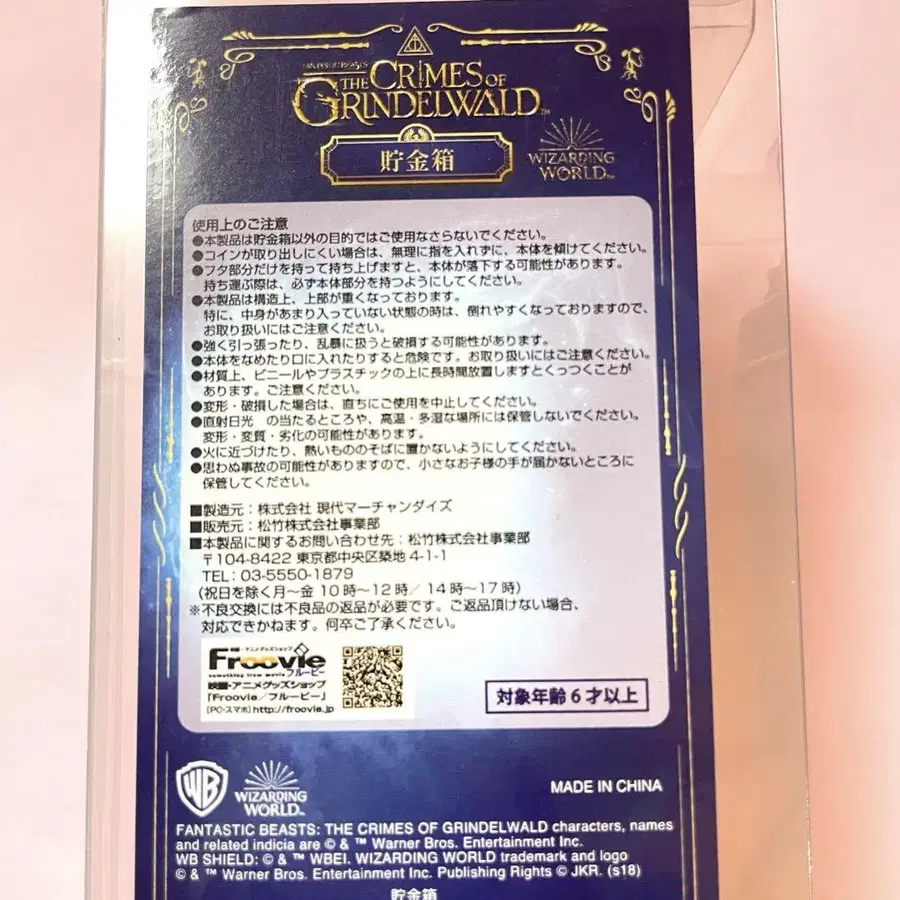 FANTASTIC BEASTS
THE CRIMES OF
GRINDELWALD™
貯金箱
WIZARDING
WORLD™
使用上のご注意
●本製品は貯金箱以外の目的ではご使用なさらないでください。
●コインが取り出しにくい場合は、無理に指を入れずに、本体を傾けてください。
●フタ部分だけを持って持ち上げますと、本体が落下する可能性があります。
持ち運ぶ際は、必ず本体部分を持つようにしてください。
●本製品は構造上、上部が重くなっております。
特に、中身があまり入っていない状態の時は、倒れやすくなっておりますので、
お取り扱いにはご注意ください。
●強く引っ張ったり、乱暴に扱うと破損する可能性があります。
●本体をなめたり口に入れたりすると危険です。お取り扱いにはご注意ください。
●材質上、ビニールやプラスチックの上に長時間放置しますとくっつくことが
あります。ご注意ください。
●変形・破損した場合は、直ちにご使用を中止してください。
●直射日光 の当たるところや、高温・多湿な場所には保管しないでください。
変形・変質・劣化の可能性があります。
●火に近づけたり、熱いもののそばに置かないようにしてください。
●思わぬ事故の可能性がありますので、小さなお子様の手が届かないところに
保管してください。
■製造元:株式会社 現代マーチャンダイズ
■販売元:松竹株式会社事業部
■本製品に関するお問い合わせ先:松竹株式会社事業部
〒104-8422 東京都中央区築地 4-1-1
TEL:03-5550-1879
(祝日を除く月~金 10時~12時/ 14時~17時)
※不良交換には不良品の返品が必要です。ご返品頂けない場合、
対応できかねます。何卒ご了承ください。
映画・アニメグッズショップ
Froovie
フルービー
something from movie
映画・アニメグッズショップ
「Froovie/フルービー」
[PC・スマホ] http://froovie.jp
対象年齢6才以上
WB
WIZARDING
WORLD™
MADE IN CHINA
FANTASTIC BEASTS: THE CRIMES OF GRINDELWALD characters, names
and related indicia are © & ™ Warner Bros. Entertainment Inc.
WB SHIELD: © & ™ WBEI. WIZARDING WORLD trademark and logo
© & ™ Warner Bros. Entertainment Inc. Publishing Rights © JKR. (s18)
貯金箱